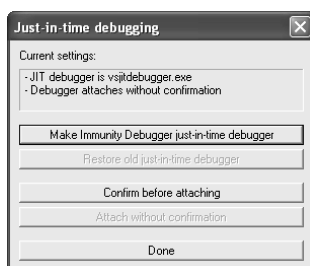 Just-in-time debugging
Current settings:
- JIT debugger is vsjitdebugger.exe
- Debugger attaches without confirmation
Make Immunity Debugger just-in-time debugger
Restore old just-in-time debugger
Confirm before attaching
Attach without confirmation
Done